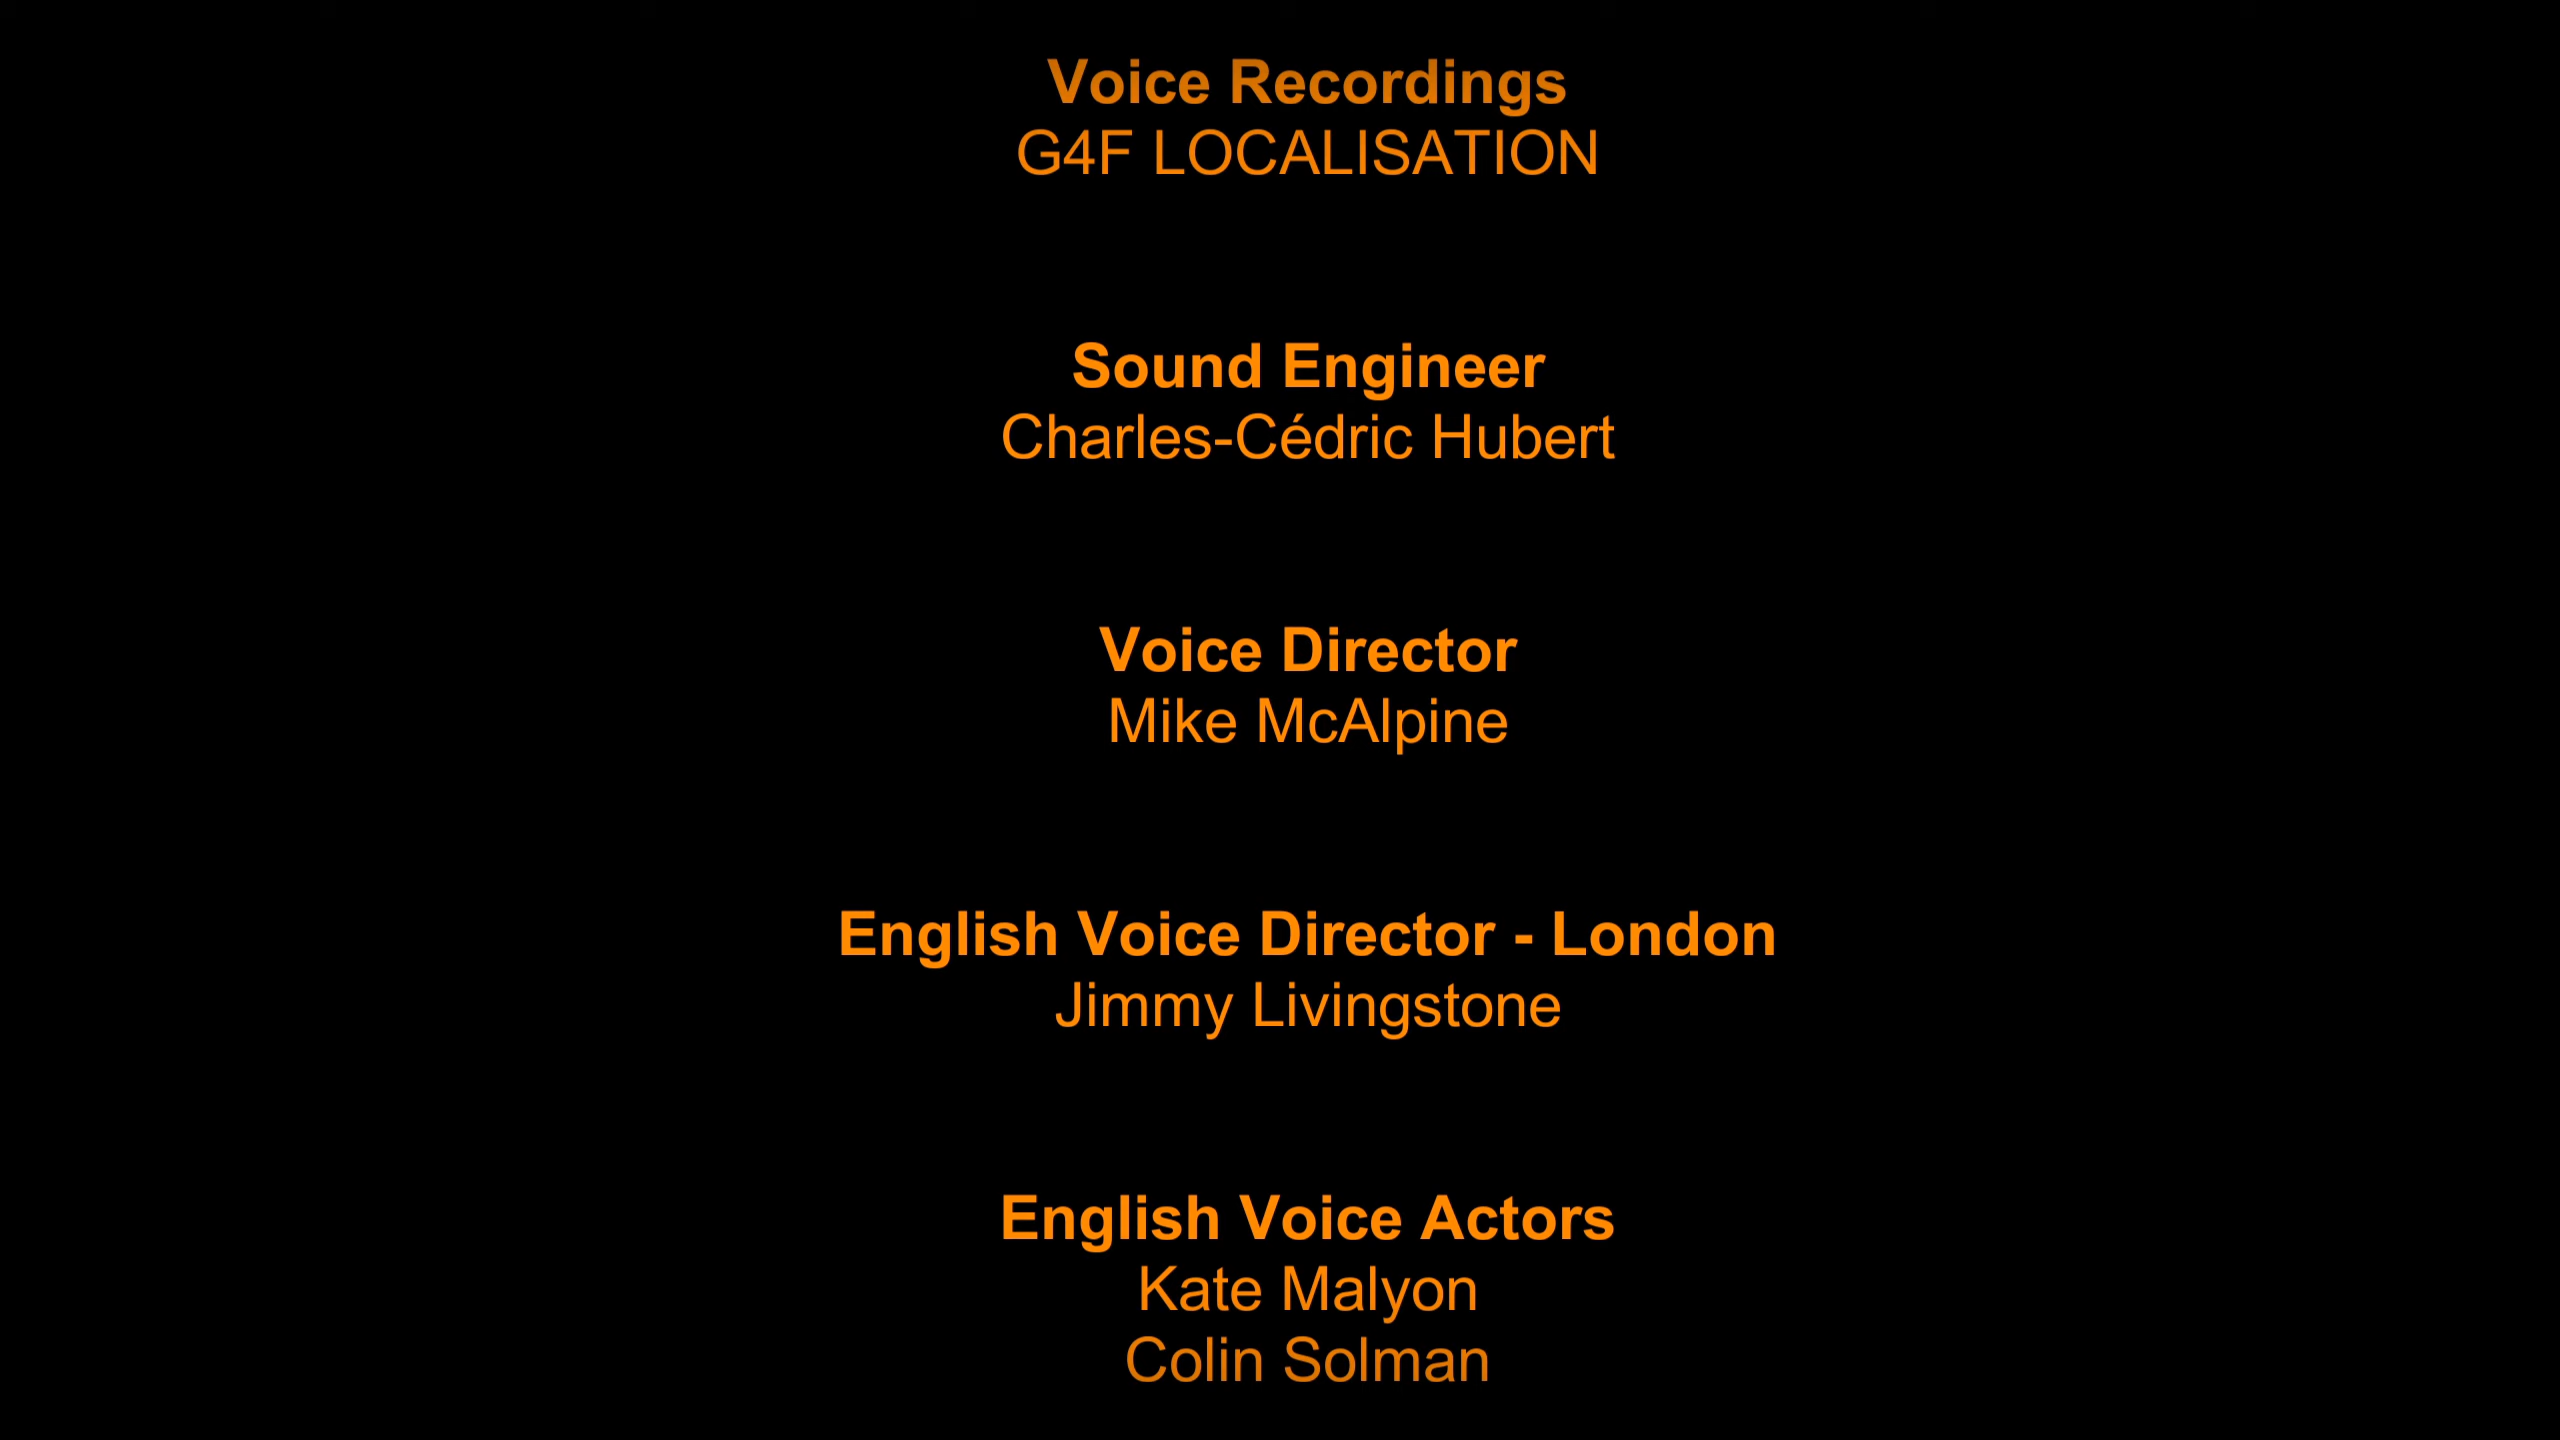 Voice Recordings
G4F LOCALISATION
Sound Engineer
Charles-Cédric Hubert
Voice Director
Mike McAlpine
English Voice Director - London
Jimmy Livingstone
English Voice Actors
Kate Malyon
Colin Solman